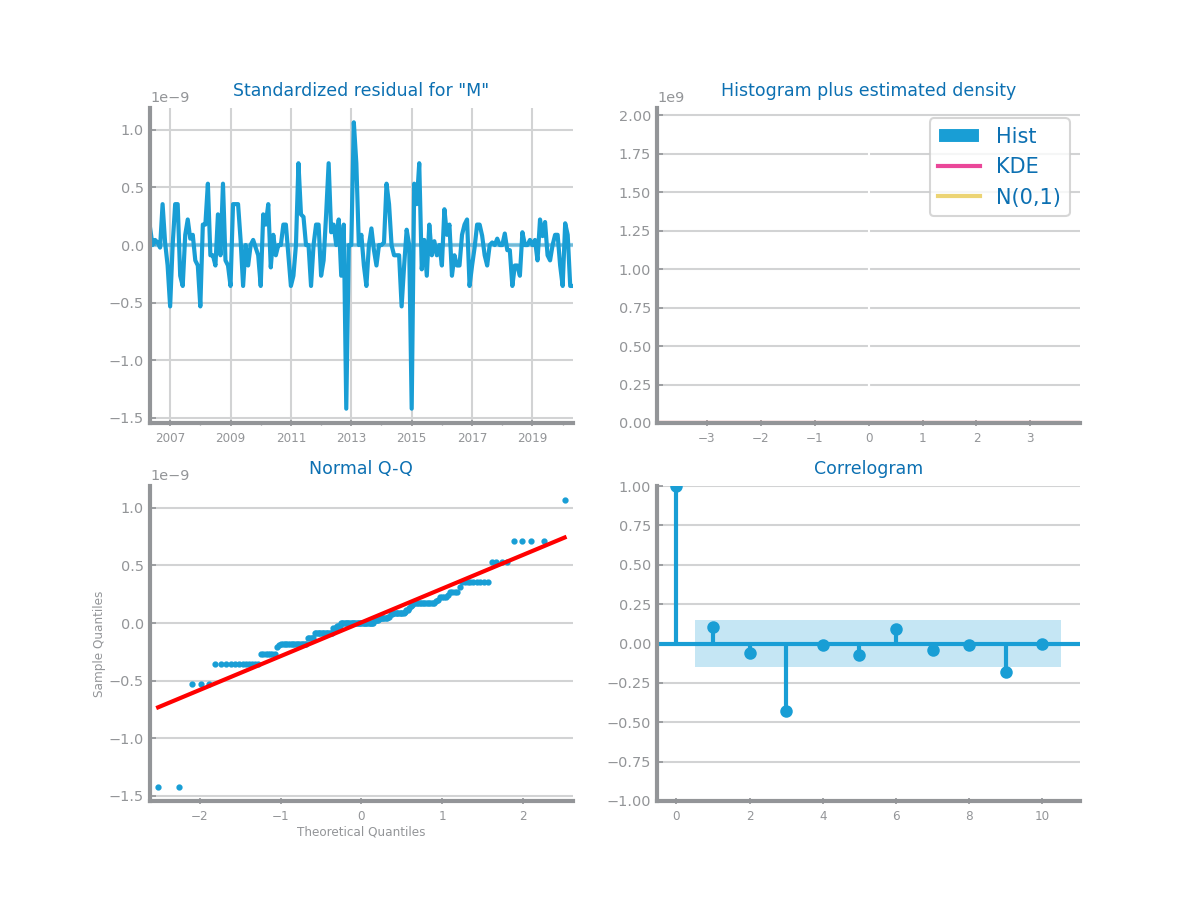 Standardized residual for "M"
1e−9
1.0
0.5
0.0
−0.5
−1.0
−1.5
2007 2009 2011 2013 2015 2017 2019
Histogram plus estimated density
1e9
2.00
1.75
1.50
1.25
1.00
0.75
0.50
0.25
0.00
−3 −2 −1 0 1 2 3
Hist
KDE
N(0,1)
Normal Q-Q
1e−9
1.0
0.5
0.0
−0.5
−1.0
−1.5
Sample Quantiles
−2 −1 0 1 2
Theoretical Quantiles
Correlogram
1.00
0.75
0.50
0.25
0.00
−0.25
−0.50
−0.75
−1.00
0 2 4 6 8 10